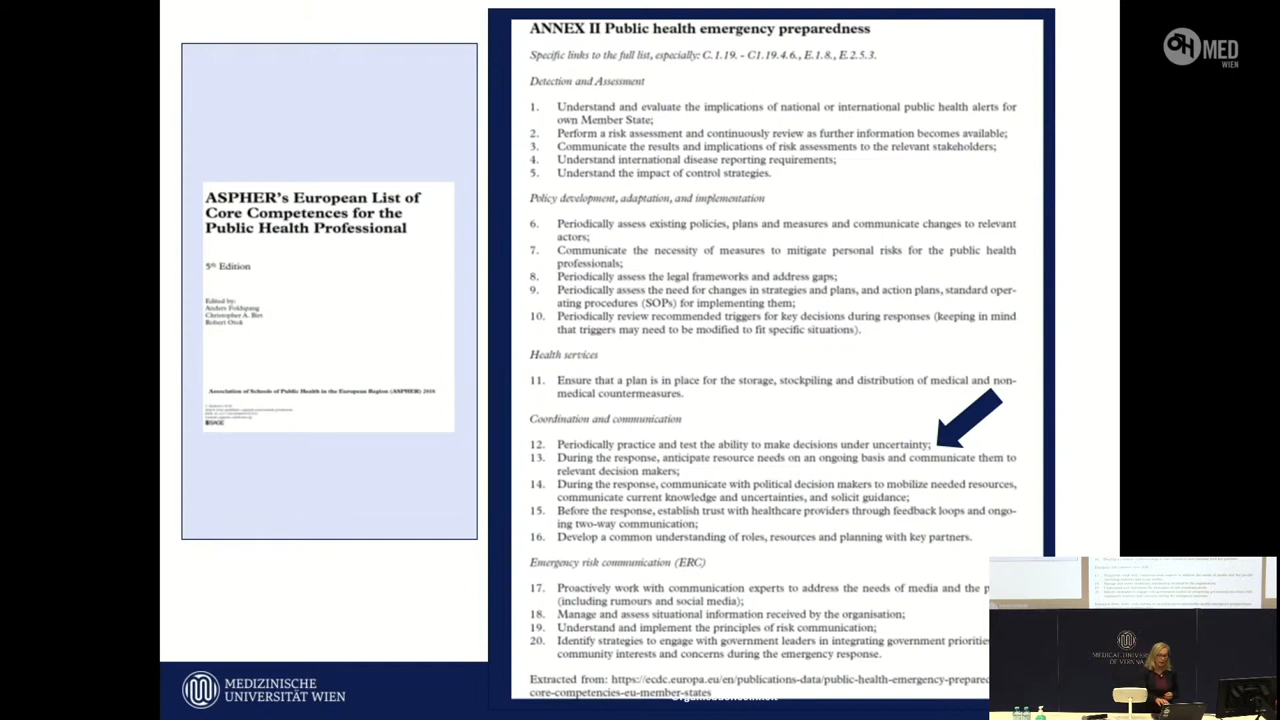 ANNEX II Public health emergency preparedness
Specific links to the full list, especially: C.1.19. - C1.19.4.6., E.1.8., E.2.5.3.
Detection and Assessment
1. Understand and evaluate the implications of national or international public health alerts for
own Member State;
2. Perform a risk assessment and continuously review as further information becomes available;
3. Communicate the results and implications of risk assessments to the relevant stakeholders;
4. Understand international disease reporting requirements;
5. Understand the impact of control strategies.
Policy development, adaptation, and implementation
6. Periodically assess existing policies, plans and measures and communicate changes to relevant
actors;
7. Communicate the necessity of measures to mitigate personal risks for the public health
professionals;
8. Periodically assess the legal frameworks and address gaps;
9. Periodically assess the need for changes in strategies and plans, and action plans, standard oper-
ating procedures (SOPs) for implementing them;
10. Periodically review recommended triggers for key decisions during responses (keeping in mind
that triggers may need to be modified to fit specific situations).
Health services
11. Ensure that a plan is in place for the storage, stockpiling and distribution of medical and non-
medical countermeasures.
Coordination and communication
12. Periodically practice and test the ability to make decisions under uncertainty;
13. During the response, anticipate resource needs on an ongoing basis and communicate them to
relevant decision makers;
14. During the response, communicate with political decision makers to mobilize needed resources,
communicate current knowledge and uncertainties, and solicit guidance;
15. Before the response, establish trust with healthcare providers through feedback loops and ongo-
ing two-way communication;
16. Develop a common understanding of roles, resources and planning with key partners.
Emergency risk communication (ERC)
17. Proactively work with communication experts to address the needs of media and the p
(including rumours and social media);
18. Manage and assess situational information received by the organisation;
19. Understand and implement the principles of risk communication;
20. Identify strategies to engage with government leaders in integrating government priorities
community interests and concerns during the emergency response.
Extracted from: https://ecdc.europa.eu/en/publications-data/public-health-emergency-prepared
core-competencies-eu-member-states
ASPHER's European List of
Core Competences for the
Public Health Professional
5th Edition
Edited by:
Anders Foldspang
Christopher A. Birt
Robert Otok
Association of Schools of Public Health in the European Region (ASPHER) 2018
SAGE
MEDIZINISCHE
UNIVERSITÄT WIEN
OH MED
WIEN